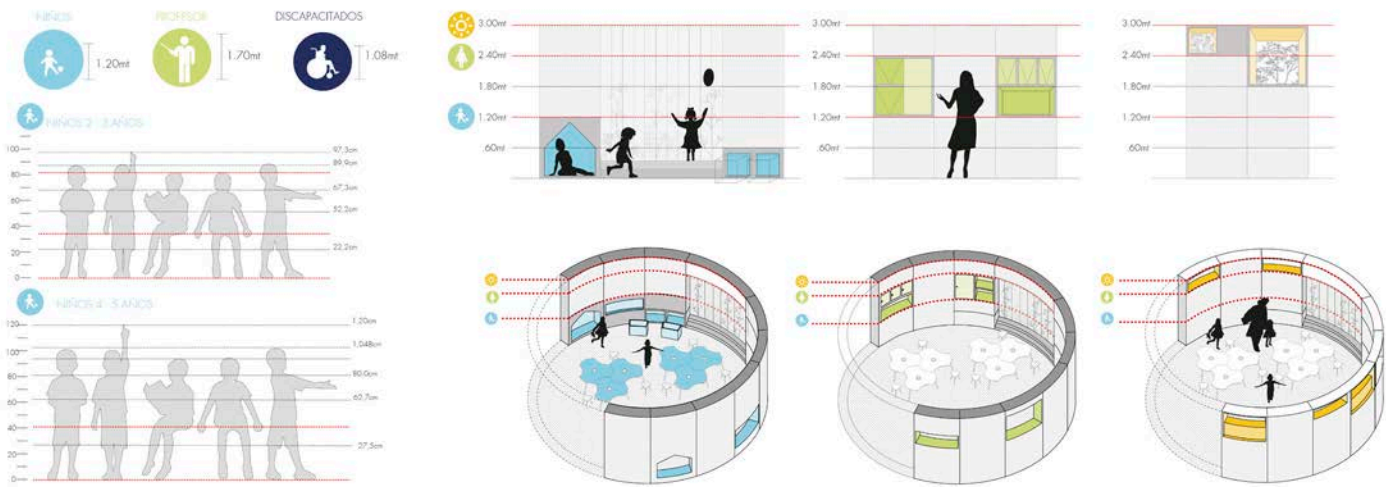 NIÑOS
PROFESOR
DISCAPACITADOS
1.20mt
1.70mt
1.08mt
NIÑOS 2 - 3 AÑOS
100
80
60
40
20
0
97,5cm
89,9cm
67,3cm
52,2cm
22,2cm
NIÑOS 4 - 5 AÑOS
120
100
80
60
40
20
0
1,20cm
1,048cm
80,0cm
62,7cm
27,5cm
3.00mt
2.40mt
1.80mt
1.20mt
.60mt
3.00mt
2.40mt
1.80mt
1.20mt
.60mt
3.00mt
2.40mt
1.80mt
1.20mt
.60mt